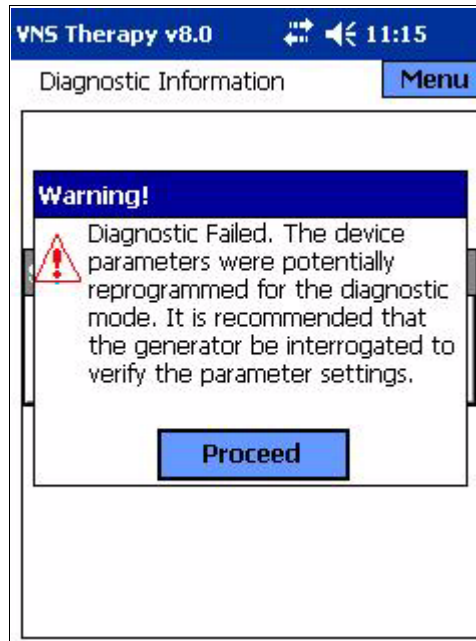 VNS Therapy v8.0 11:15
Diagnostic Information Menu
Warning!
Diagnostic Failed. The device
parameters were potentially
reprogrammed for the diagnostic
mode. It is recommended that
the generator be interrogated to
verify the parameter settings.
Proceed